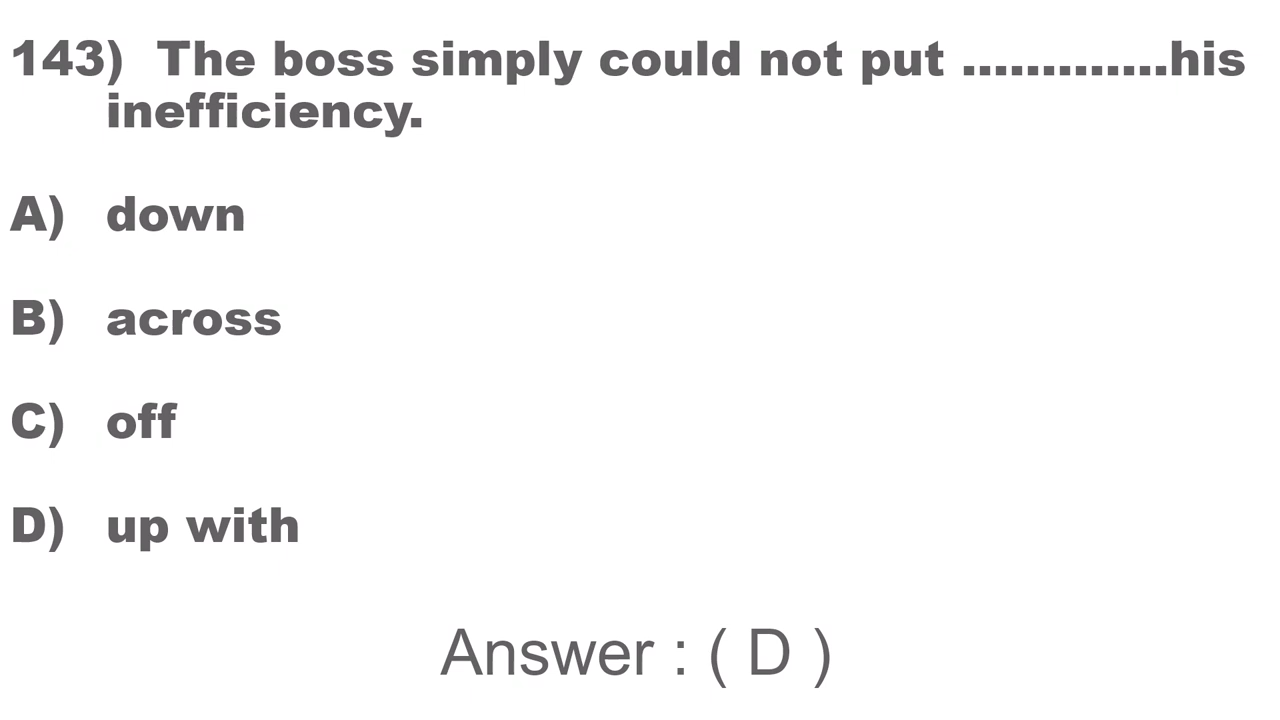 143) The boss simply could not put .............his
inefficiency.
A) down
B) across
C) off
D) up with
Answer : ( D )